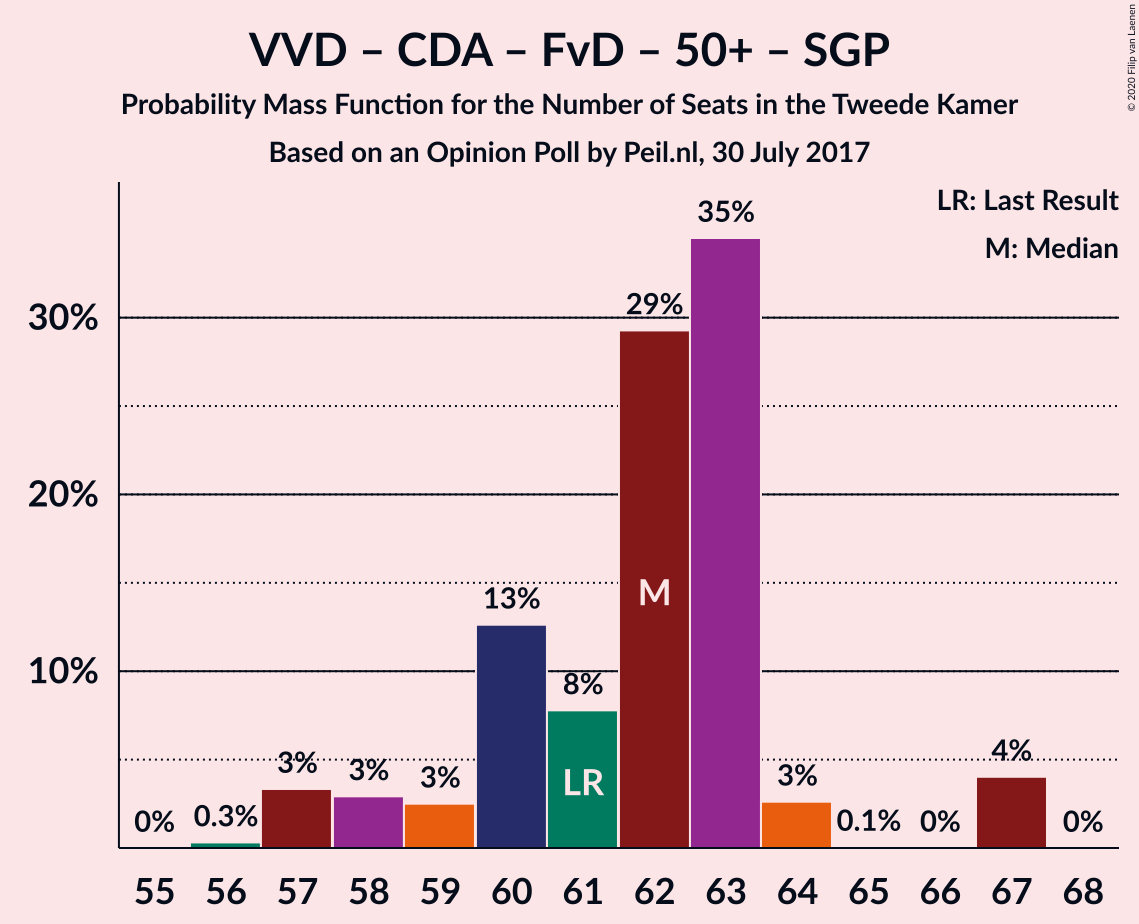 VVD – CDA – FvD – 50+ – SGP
Probability Mass Function for the Number of Seats in the Tweede Kamer
Based on an Opinion Poll by Peil.nl, 30 July 2017
© 2020 Filip van Laenen
LR: Last Result
M: Median
35%
30%
29%
20%
13%
10%
8%
3%
3%
3%
3%
4%
0%
0.3%
0.1%
0%
0%
M
LR
55 56 57 58 59 60 61 62 63 64 65 66 67 68